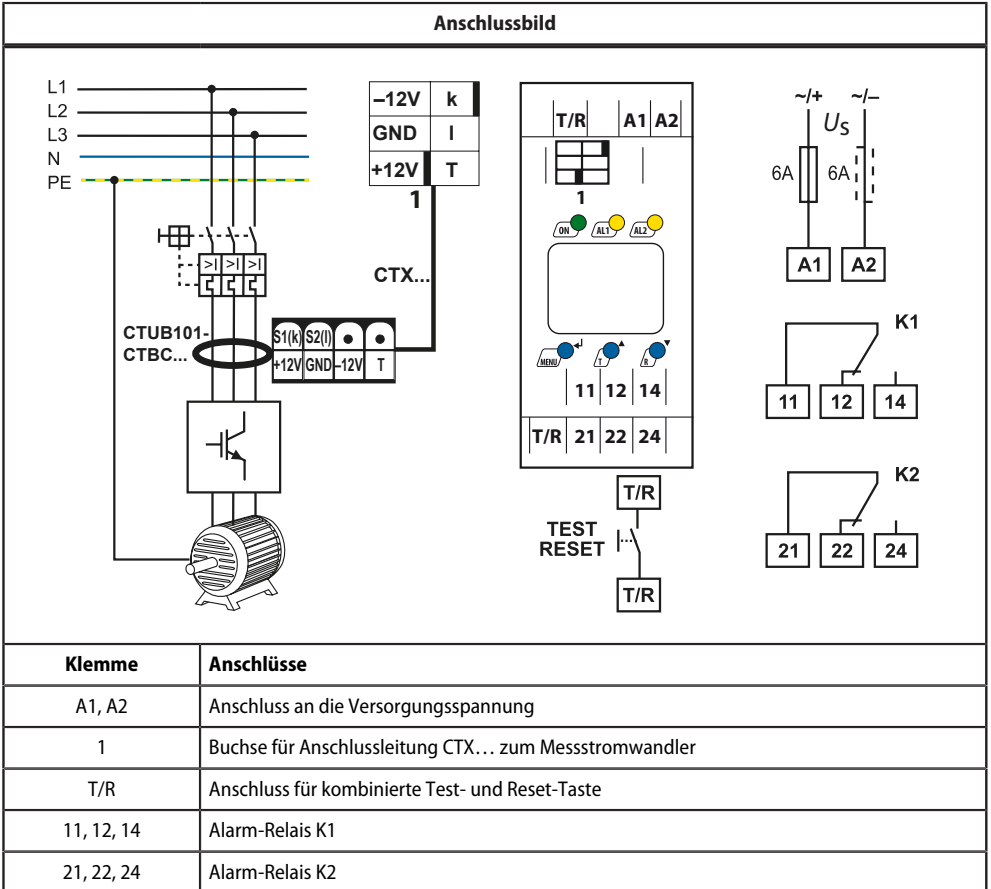 Anschlussbild
L1
L2
L3
N
PE
–12V k
GND l
+12V T
1
CTX...
CTUB101-
CTBC...
S1(k) S2(l)
+12V GND –12V T
>I >I >I
T/R A1 A2
1
ON AL1 AL2
MENU T R
11 12 14
T/R 21 22 24
T/R
TEST
RESET
T/R
~/+ ~/–
US
6A 6A
A1 A2
K1
11 12 14
K2
21 22 24
Klemme Anschlüsse
A1, A2 Anschluss an die Versorgungsspannung
1 Buchse für Anschlussleitung CTX… zum Messstromwandler
T/R Anschluss für kombinierte Test- und Reset-Taste
11, 12, 14 Alarm-Relais K1
21, 22, 24 Alarm-Relais K2